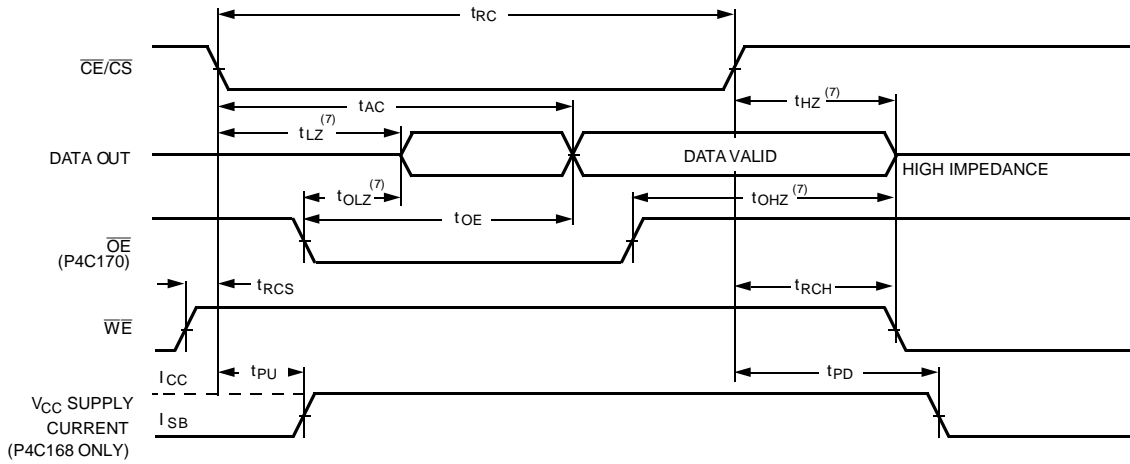 tRC
CE/CS
tAC
tHZ (7)
tLZ (7)
DATA OUT
DATA VALID
HIGH IMPEDANCE
tOLZ (7)
tOE
tOHZ (7)
OE
(P4C170)
tRCS
tRCH
WE
ICC
tPU
tPD
VCC SUPPLY
CURRENT
(P4C168 ONLY)
ISB